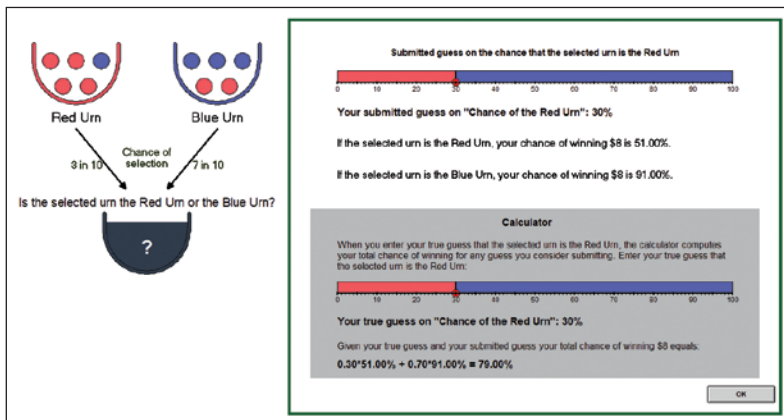 Red Urn
Blue Urn
Chance of
selection
3 in 10
7 in 10
Is the selected urn the Red Urn or the Blue Urn?
?
Submitted guess on the chance that the selected urn is the Red Urn
0 10 20 30 40 50 60 70 80 90 100
Your submitted guess on "Chance of the Red Urn": 30%
If the selected urn is the Red Urn, your chance of winning $8 is 51.00%.
If the selected urn is the Blue Urn, your chance of winning $8 is 91.00%.
Calculator
When you enter your true guess that the selected urn is the Red Urn, the calculator computes
your total chance of winning for any guess you consider submitting. Enter your true guess that
the selected urn is the Red Urn:
0 10 20 30 40 50 60 70 80 90 100
Your true guess on "Chance of the Red Urn": 30%
Given your true guess and your submitted guess your total chance of winning $8 equals:
0.30*51.00% + 0.70*91.00% = 79.00%
OK